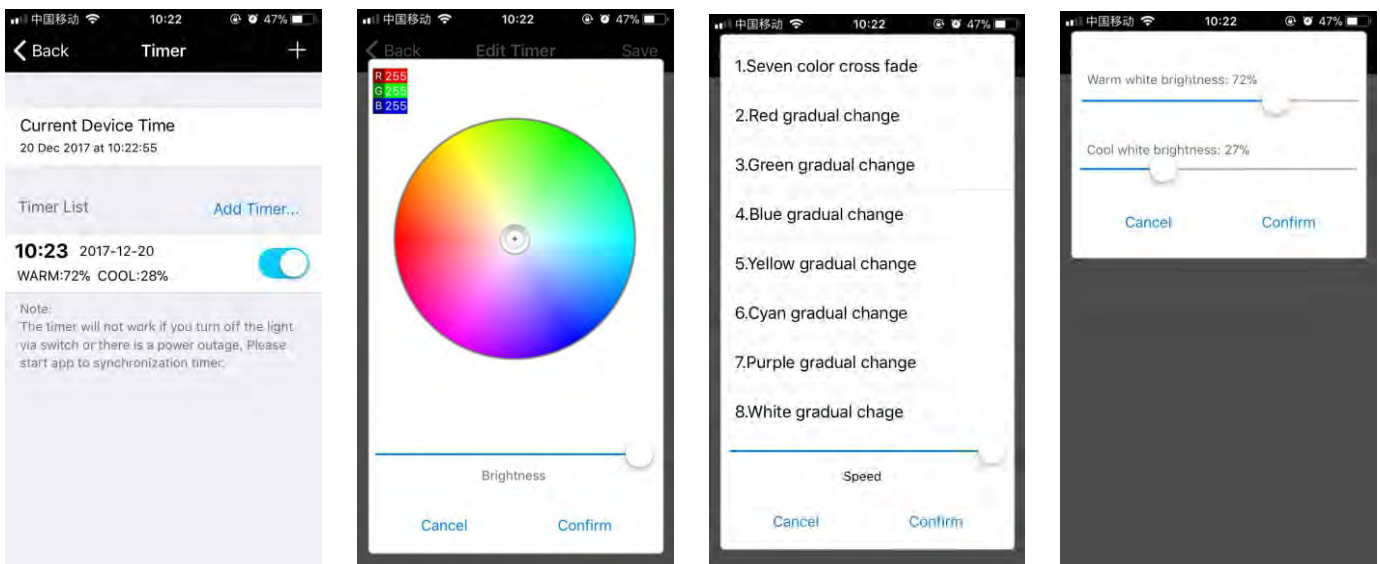 中国移动 10:22 47%
Back Timer +
Current Device Time
20 Dec 2017 at 10:22:55
Timer List Add Timer...
10:23 2017-12-20
WARM:72% COOL:28%
Note:
The timer will not work if you turn off the light
via switch or there is a power outage, Please
start app to synchronization timer.
中国移动 10:22 47%
Back Edit Timer Save
R 255
G 255
B 255
Brightness
Cancel Confirm
中国移动 10:22 47%
1.Seven color cross fade
2.Red gradual change
3.Green gradual change
4.Blue gradual change
5.Yellow gradual change
6.Cyan gradual change
7.Purple gradual change
8.White gradual chage
Speed
Cancel Confirm
中国移动 10:22 47%
Warm white brightness: 72%
Cool white brightness: 27%
Cancel Confirm